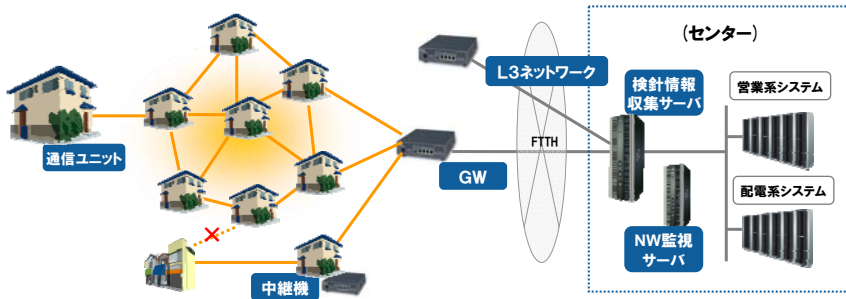 (センター)
L3ネットワーク
検針情報
収集サーバ
営業系システム
FTTH
通信ユニット
GW
配電系システム
NW監視
サーバ
中継機